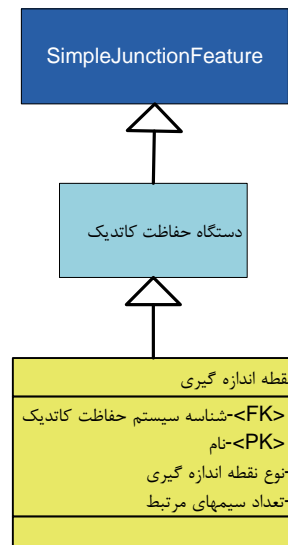 SimpleJunctionFeature
دستگاه حفاظت کاتدیک
نقطه اندازه گیری
<FK>-شناسه سیستم حفاظت کاتدیک
<PK>-نام
-نوع نقطه اندازه گیری
-تعداد سیمهای مرتبط